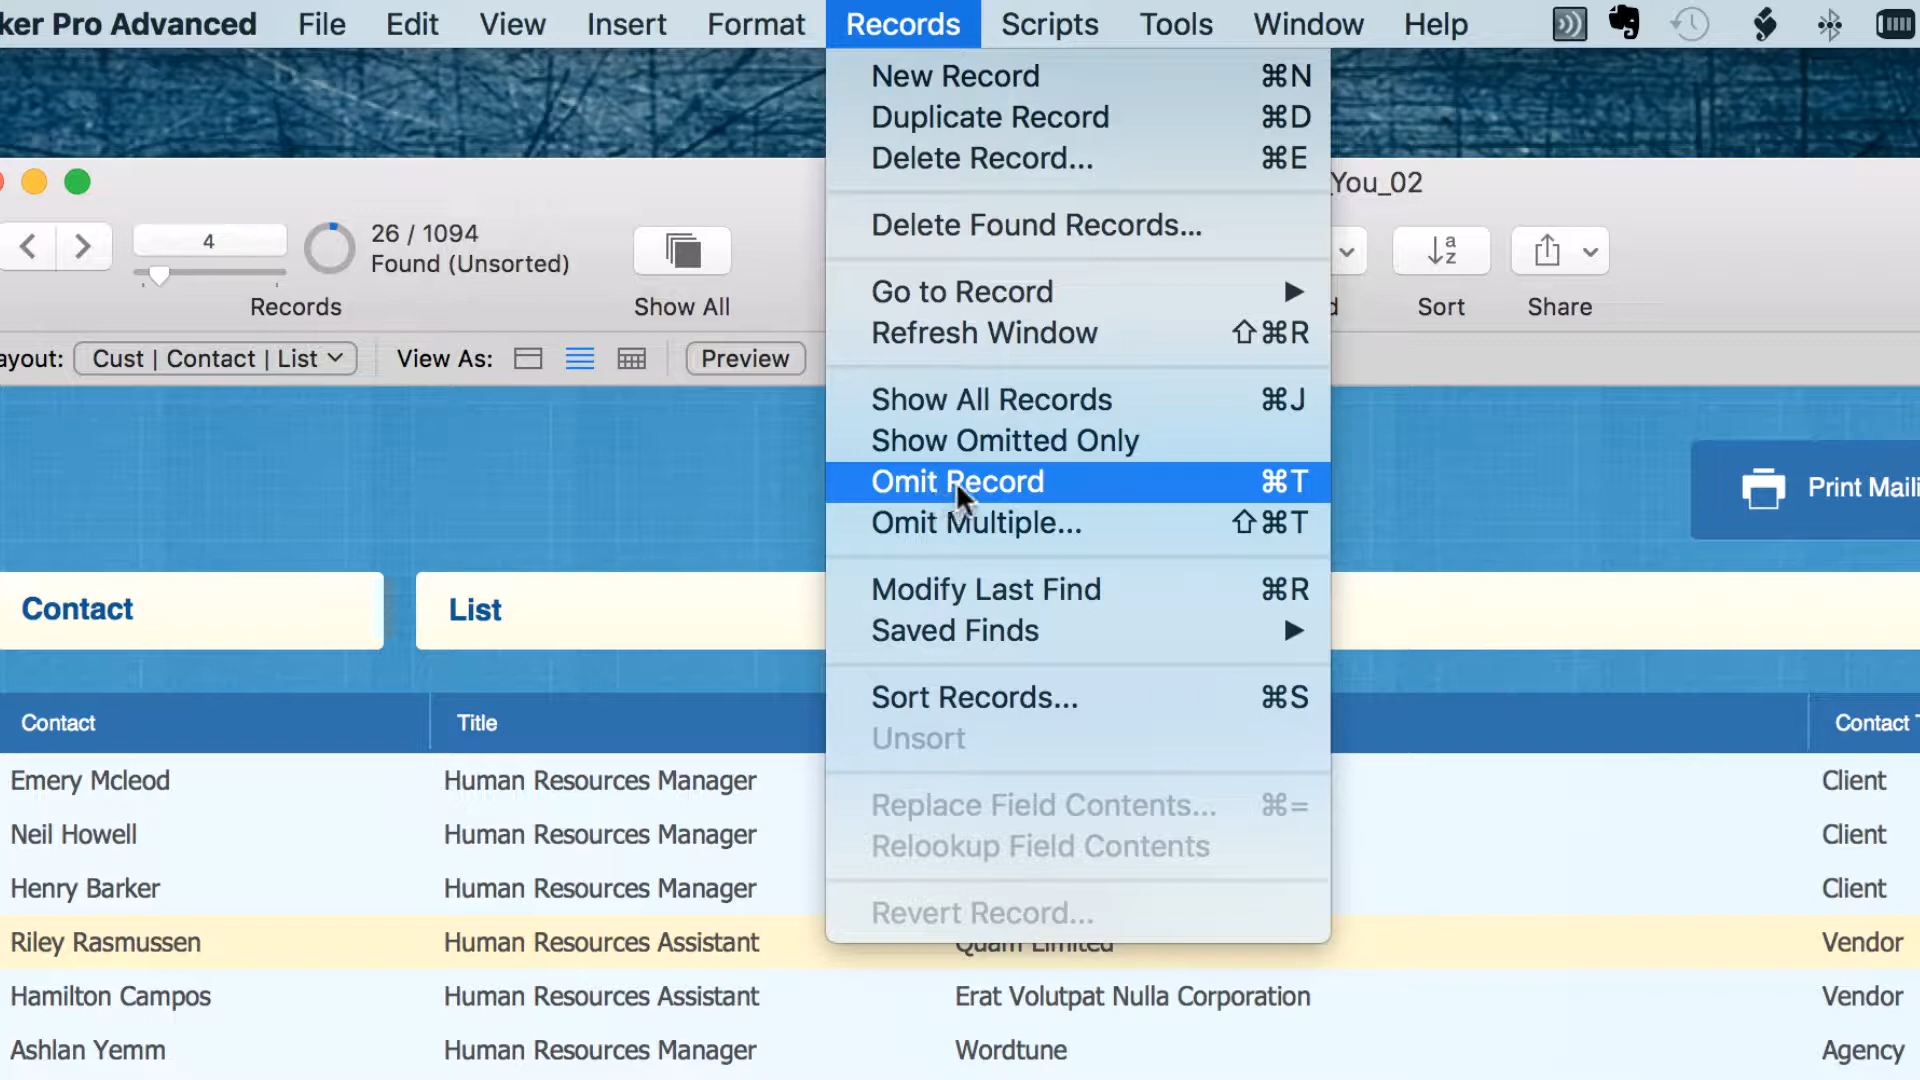 ker Pro Advanced File Edit View Insert Format Records Scripts Tools Window Help
New Record ⌘N
Duplicate Record ⌘D
Delete Record... ⌘E
Delete Found Records...
Go to Record
Refresh Window ⇧⌘R
Show All Records ⌘J
Show Omitted Only
Omit Record ⌘T
Omit Multiple... ⇧⌘T
Modify Last Find ⌘R
Saved Finds
Sort Records... ⌘S
Unsort
Replace Field Contents... ⌘=
Relookup Field Contents
Revert Record...
You_02
4
26 / 1094
Found (Unsorted)
Records
Show All
Sort
Share
ayout: Cust | Contact | List View As: Preview
Print Maili
Contact List
Contact Title Contact T
Emery Mcleod Human Resources Manager Client
Neil Howell Human Resources Manager Client
Henry Barker Human Resources Manager Client
Riley Rasmussen Human Resources Assistant Quam Limited Vendor
Hamilton Campos Human Resources Assistant Erat Volutpat Nulla Corporation Vendor
Ashlan Yemm Human Resources Manager Wordtune Agency